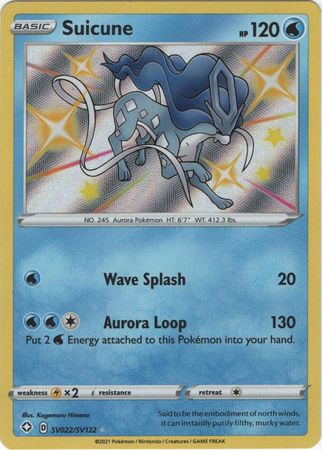 BASIC Suicune HP 120
NO. 245 Aurora Pokémon HT: 6'7" WT: 412.3 lbs.
Wave Splash 20
Aurora Loop 130
Put 2 Energy attached to this Pokémon into your hand.
weakness ×2 resistance retreat
Illus. Kagemaru Himeno
Said to be the embodiment of north winds,
it can instantly purify filthy, murky water.
D SV022/SV122
©2021 Pokémon / Nintendo / Creatures / GAME FREAK